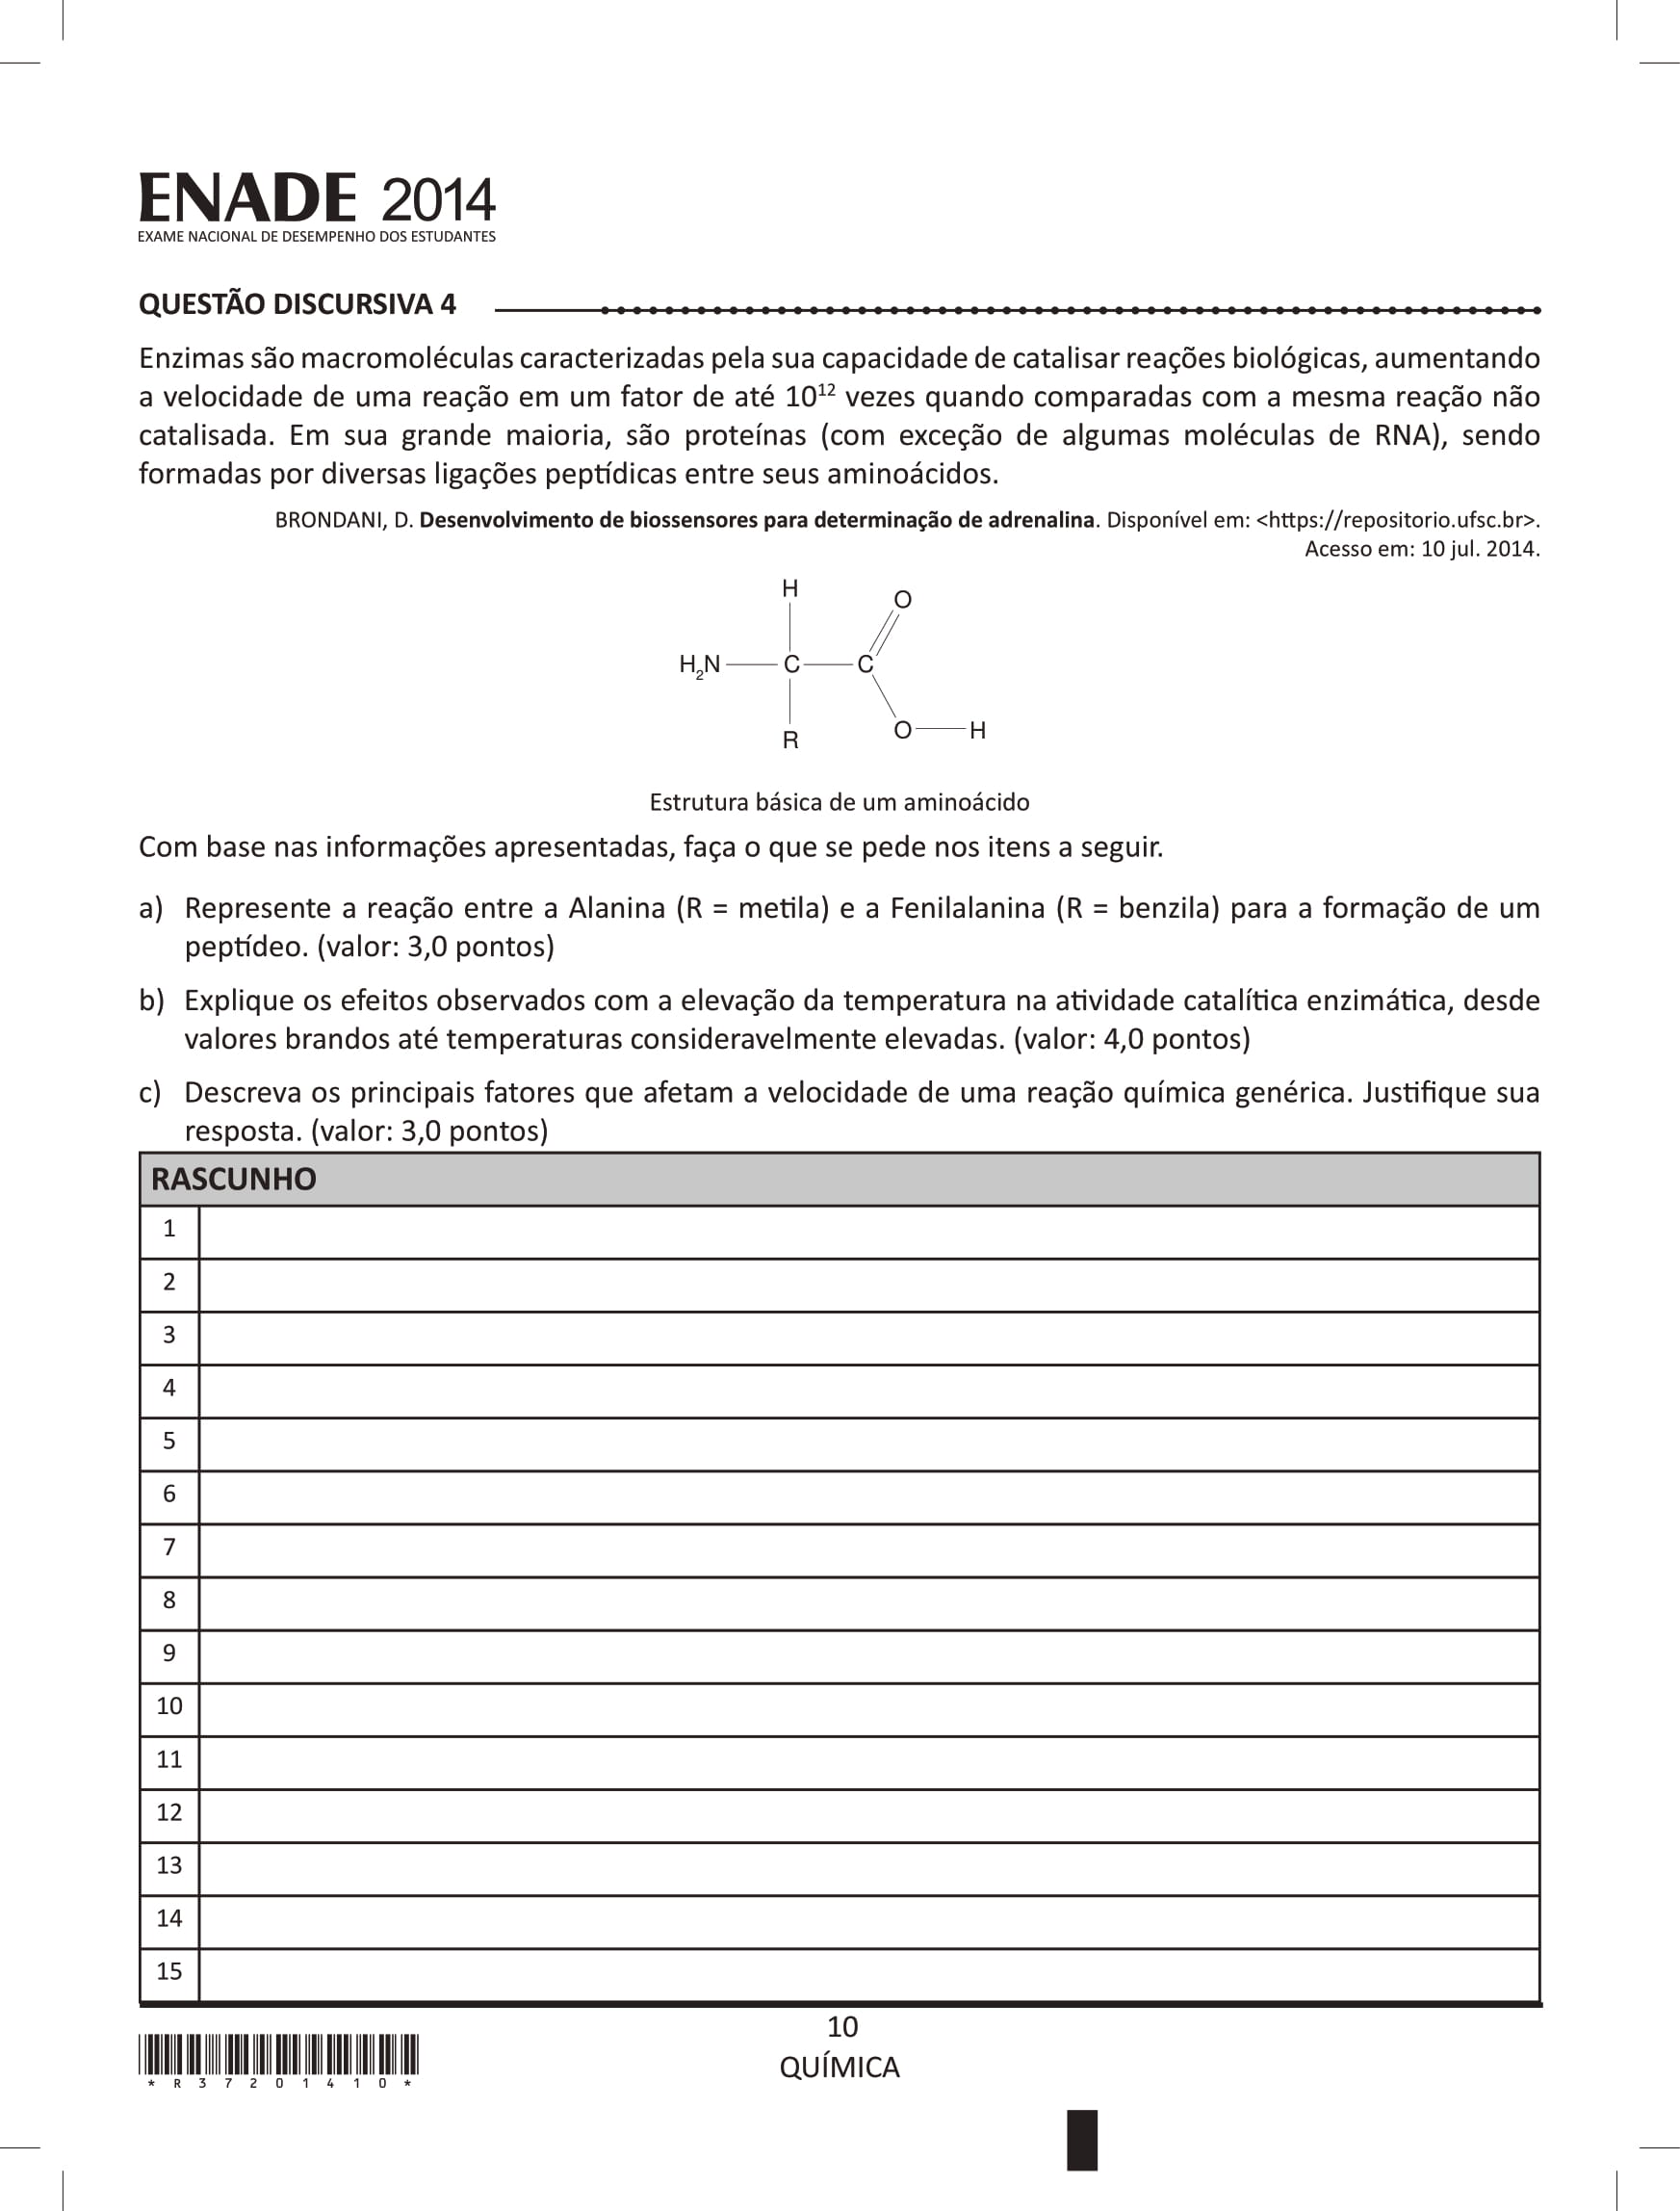 ENADE 2014
EXAME NACIONAL DE DESEMPENHO DOS ESTUDANTES
QUESTÃO DISCURSIVA 4
Enzimas são macromoléculas caracterizadas pela sua capacidade de catalisar reações biológicas, aumentando
a velocidade de uma reação em um fator de até 10¹² vezes quando comparadas com a mesma reação não
catalisada. Em sua grande maioria, são proteínas (com exceção de algumas moléculas de RNA), sendo
formadas por diversas ligações peptídicas entre seus aminoácidos.
BRONDANI, D. Desenvolvimento de biossensores para determinação de adrenalina. Disponível em: <https://repositorio.ufsc.br>.
Acesso em: 10 jul. 2014.
H
O
H₂N C C
O H
R
Estrutura básica de um aminoácido
Com base nas informações apresentadas, faça o que se pede nos itens a seguir.
a) Represente a reação entre a Alanina (R = metila) e a Fenilalanina (R = benzila) para a formação de um
peptídeo. (valor: 3,0 pontos)
b) Explique os efeitos observados com a elevação da temperatura na atividade catalítica enzimática, desde
valores brandos até temperaturas consideravelmente elevadas. (valor: 4,0 pontos)
c) Descreva os principais fatores que afetam a velocidade de uma reação química genérica. Justifique sua
resposta. (valor: 3,0 pontos)
RASCUNHO
1
2
3
4
5
6
7
8
9
10
11
12
13
14
15
10
QUÍMICA
* R 3 7 2 0 1 4 1 0 *